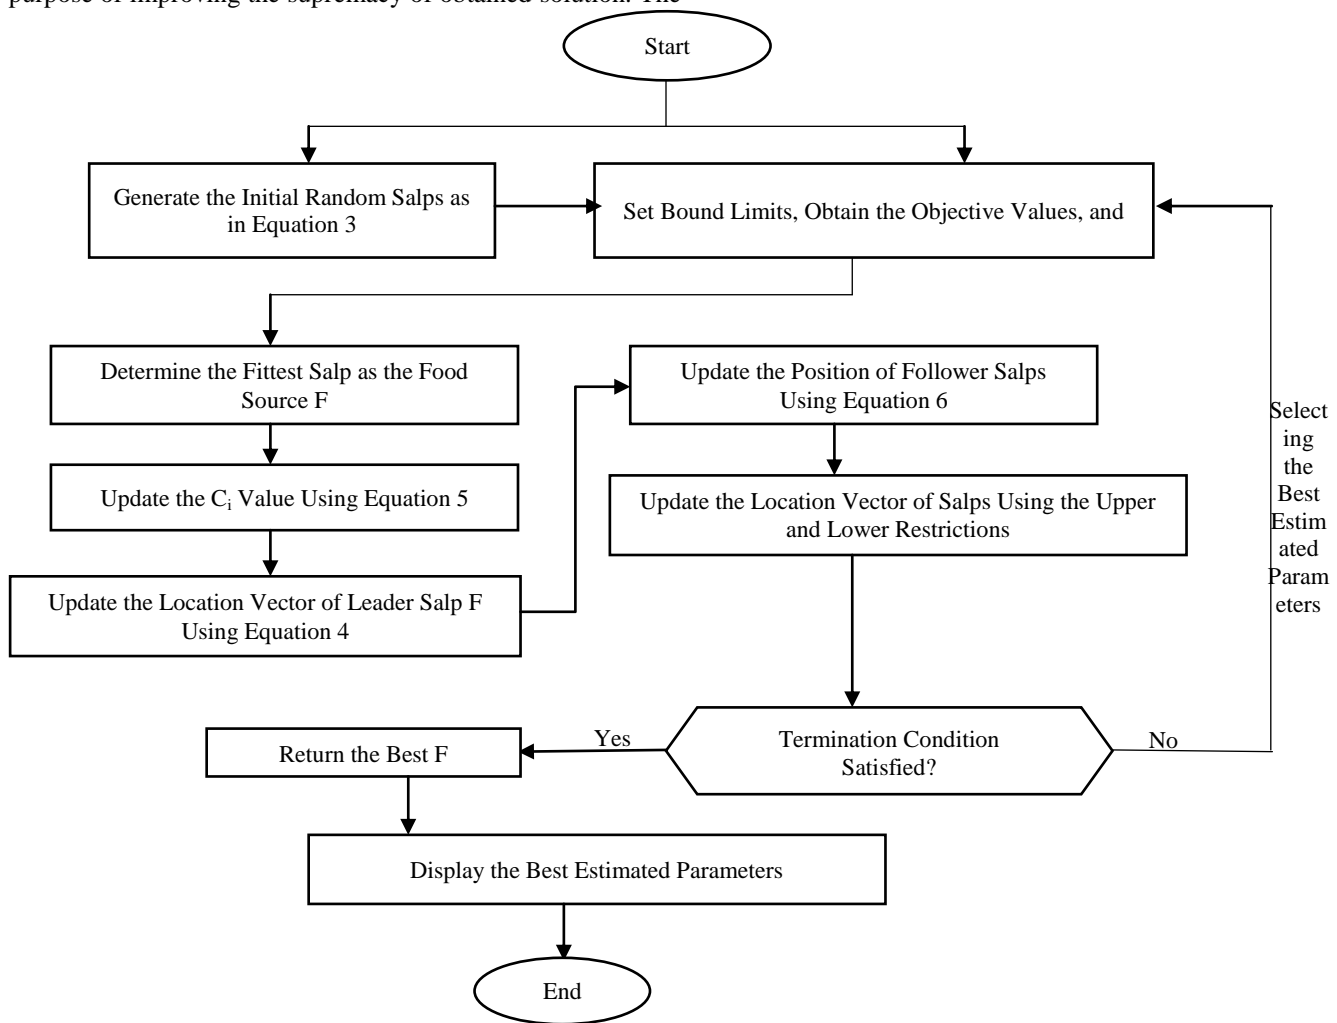 purpose of improving the supremacy of obtained solution. The
Start
Generate the Initial Random Salps as
in Equation 3
Set Bound Limits, Obtain the Objective Values, and
Determine the Fittest Salp as the Food
Source F
Update the Position of Follower Salps
Using Equation 6
Update the Cᵢ Value Using Equation 5
Update the Location Vector of Salps Using the Upper
and Lower Restrictions
Update the Location Vector of Leader Salp F
Using Equation 4
Select
ing
the
Best
Estim
ated
Param
eters
Return the Best F
Yes
Termination Condition
Satisfied?
No
Display the Best Estimated Parameters
End